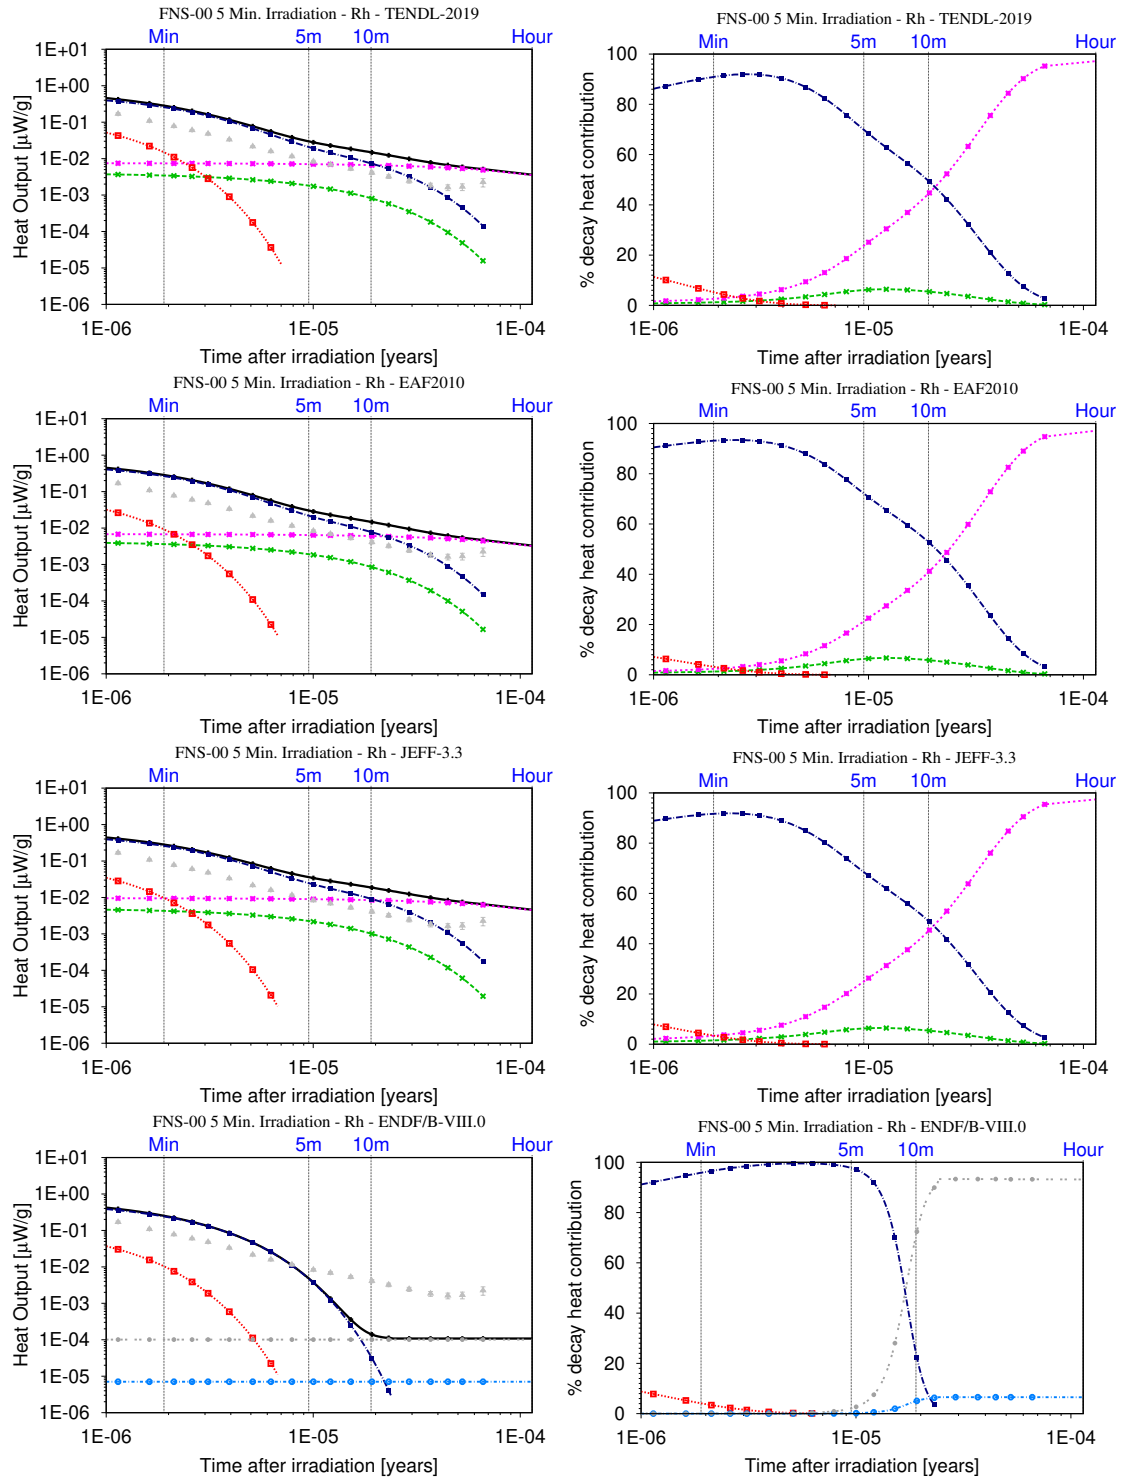 FNS-00 5 Min. Irradiation - Rh - TENDL-2019
Min 5m 10m Hour
1E+01
1E+00
1E-01
1E-02
1E-03
1E-04
1E-05
1E-06
Heat Output [µW/g]
1E-06 1E-05 1E-04
Time after irradiation [years]
FNS-00 5 Min. Irradiation - Rh - TENDL-2019
Min 5m 10m Hour
100
80
60
40
20
0
% decay heat contribution
1E-06 1E-05 1E-04
Time after irradiation [years]
FNS-00 5 Min. Irradiation - Rh - EAF2010
Min 5m 10m Hour
1E+01
1E+00
1E-01
1E-02
1E-03
1E-04
1E-05
1E-06
Heat Output [µW/g]
1E-06 1E-05 1E-04
Time after irradiation [years]
FNS-00 5 Min. Irradiation - Rh - EAF2010
Min 5m 10m Hour
100
80
60
40
20
0
% decay heat contribution
1E-06 1E-05 1E-04
Time after irradiation [years]
FNS-00 5 Min. Irradiation - Rh - JEFF-3.3
Min 5m 10m Hour
1E+01
1E+00
1E-01
1E-02
1E-03
1E-04
1E-05
1E-06
Heat Output [µW/g]
1E-06 1E-05 1E-04
Time after irradiation [years]
FNS-00 5 Min. Irradiation - Rh - JEFF-3.3
Min 5m 10m Hour
100
80
60
40
20
0
% decay heat contribution
1E-06 1E-05 1E-04
Time after irradiation [years]
FNS-00 5 Min. Irradiation - Rh - ENDF/B-VIII.0
Min 5m 10m Hour
1E+01
1E+00
1E-01
1E-02
1E-03
1E-04
1E-05
1E-06
Heat Output [µW/g]
1E-06 1E-05 1E-04
Time after irradiation [years]
FNS-00 5 Min. Irradiation - Rh - ENDF/B-VIII.0
Min 5m 10m Hour
100
80
60
40
20
0
% decay heat contribution
1E-06 1E-05 1E-04
Time after irradiation [years]